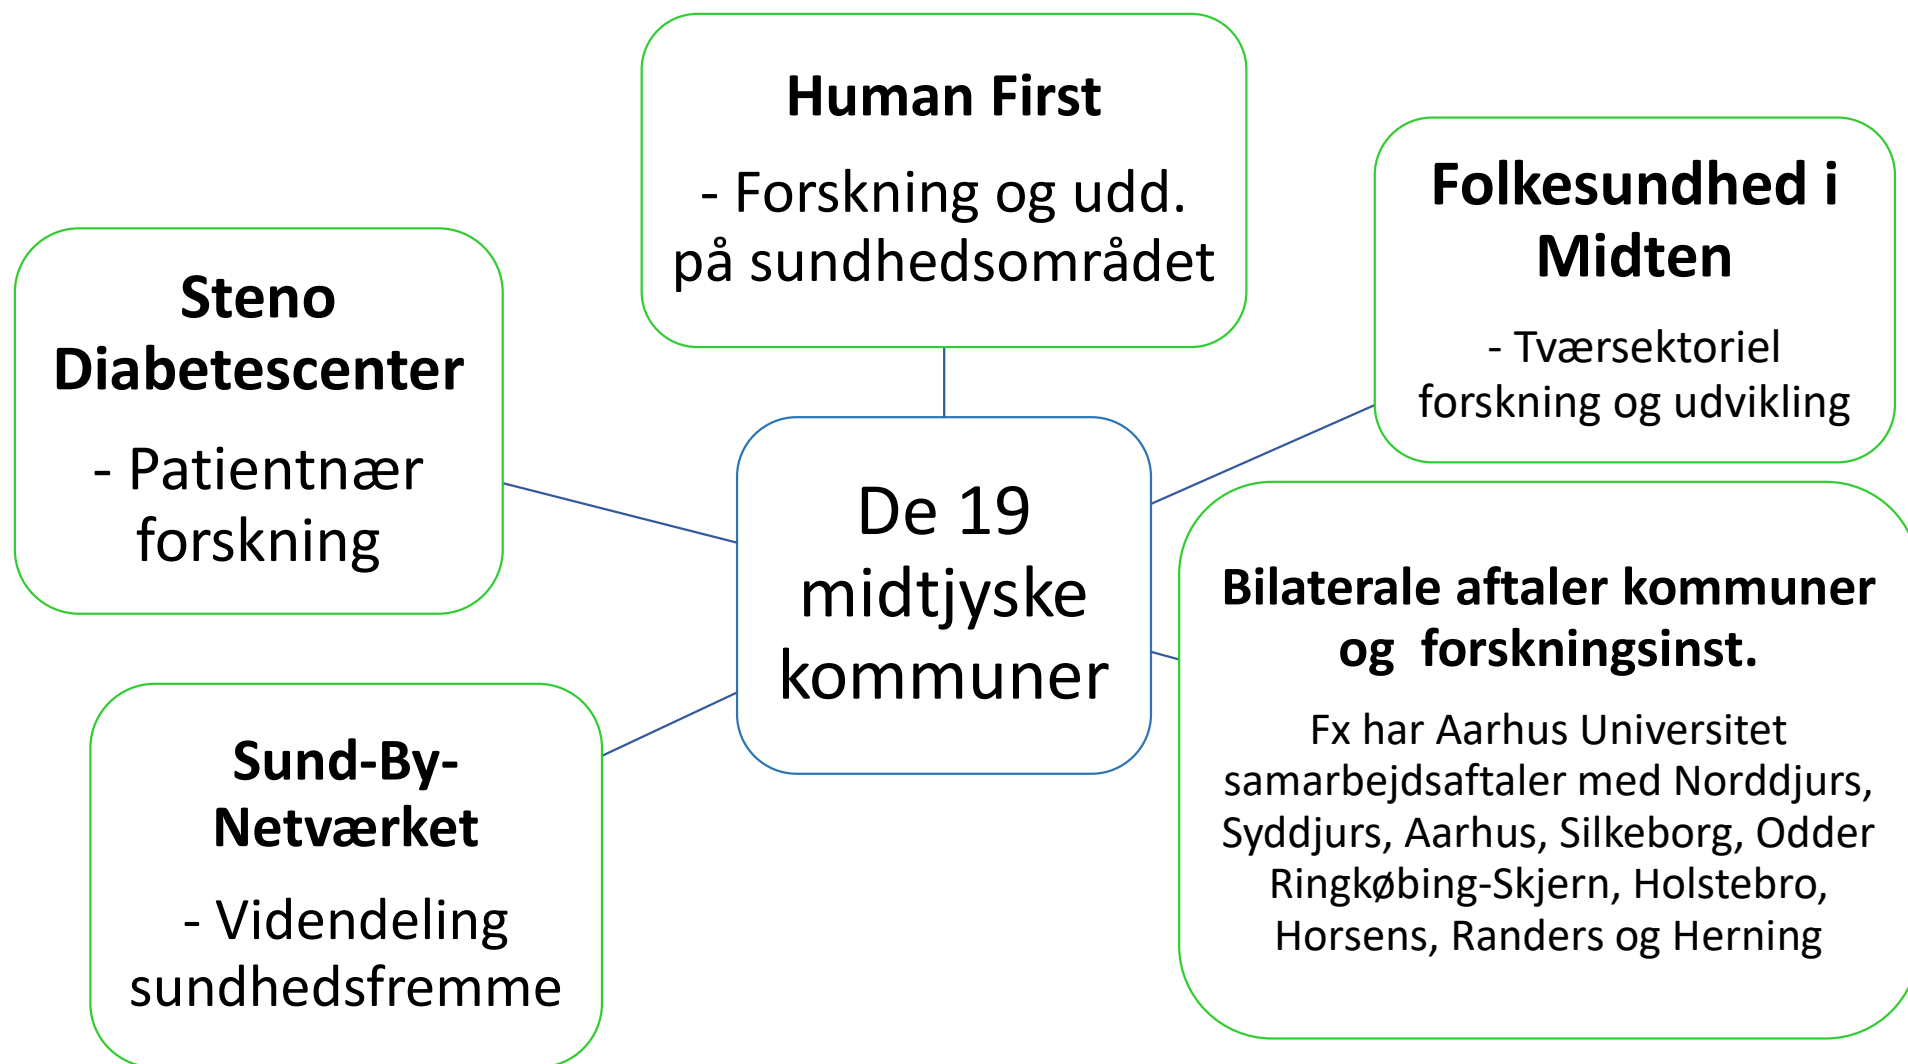 Human First
- Forskning og udd.
på sundhedsområdet
Folkesundhed i
Midten
- Tværsektoriel
forskning og udvikling
Steno
Diabetescenter
- Patientnær
forskning
De 19
midtjyske
kommuner
Bilaterale aftaler kommuner
og  forskningsinst.
Fx har Aarhus Universitet
samarbejdsaftaler med Norddjurs,
Syddjurs, Aarhus, Silkeborg, Odder
Ringkøbing-Skjern, Holstebro,
Horsens, Randers og Herning
Sund-By-
Netværket
- Videndeling
sundhedsfremme